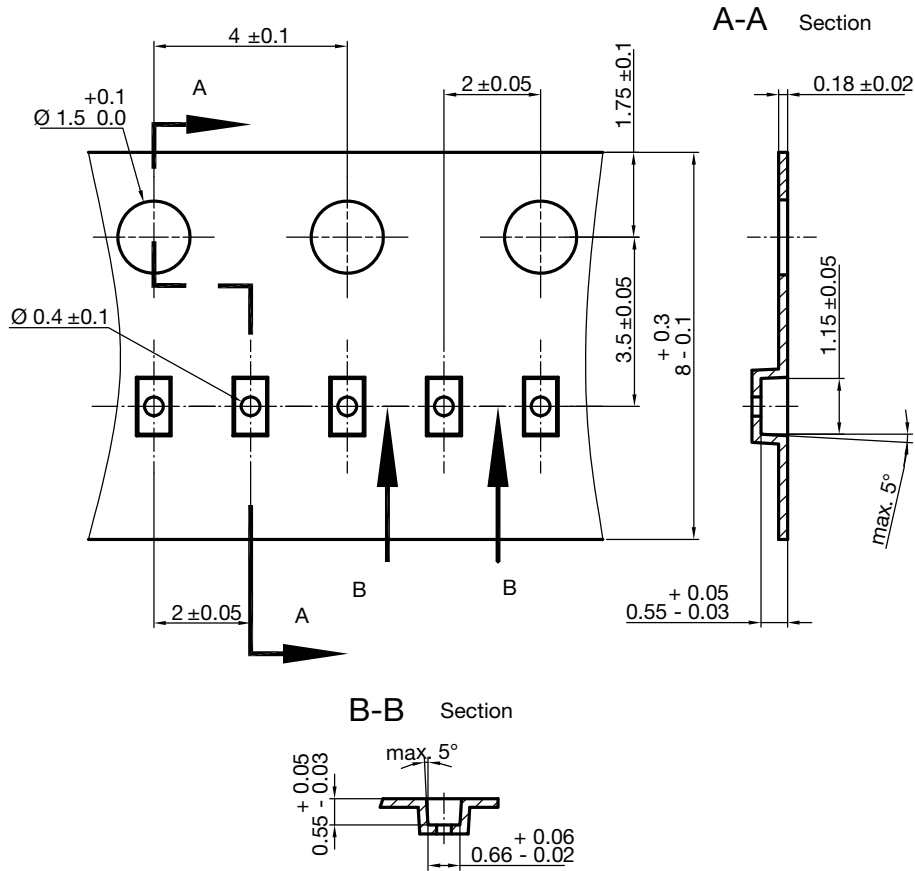 A-A Section
4 ±0.1
A
+0.1
Ø 1.5 0.0
2 ±0.05
1.75 ±0.1
0.18 ±0.02
Ø 0.4 ±0.1
3.5 ±0.05
+ 0.3
8 - 0.1
1.15 ±0.05
max. 5°
B
B
+ 0.05
0.55 - 0.03
2 ±0.05
A
B-B Section
max. 5°
+ 0.05
0.55 - 0.03
+ 0.06
0.66 - 0.02